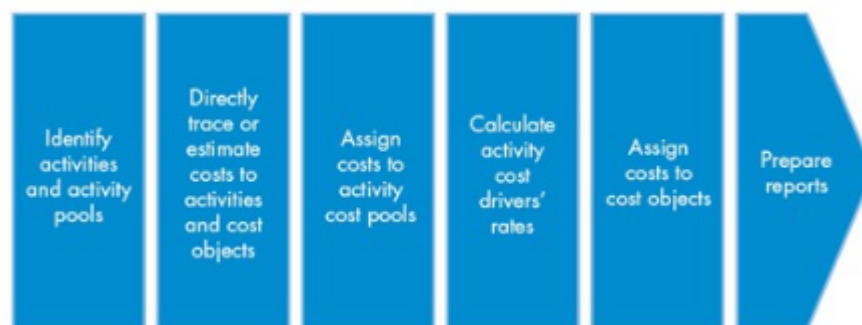 Identify
activities
and activity
pools
Directly
trace or
estimate
costs to
activities
and cost
objects
Assign
costs to
activity
cost pools
Calculate
activity
cost
drivers'
rates
Assign
costs to
cost objects
Prepare
reports